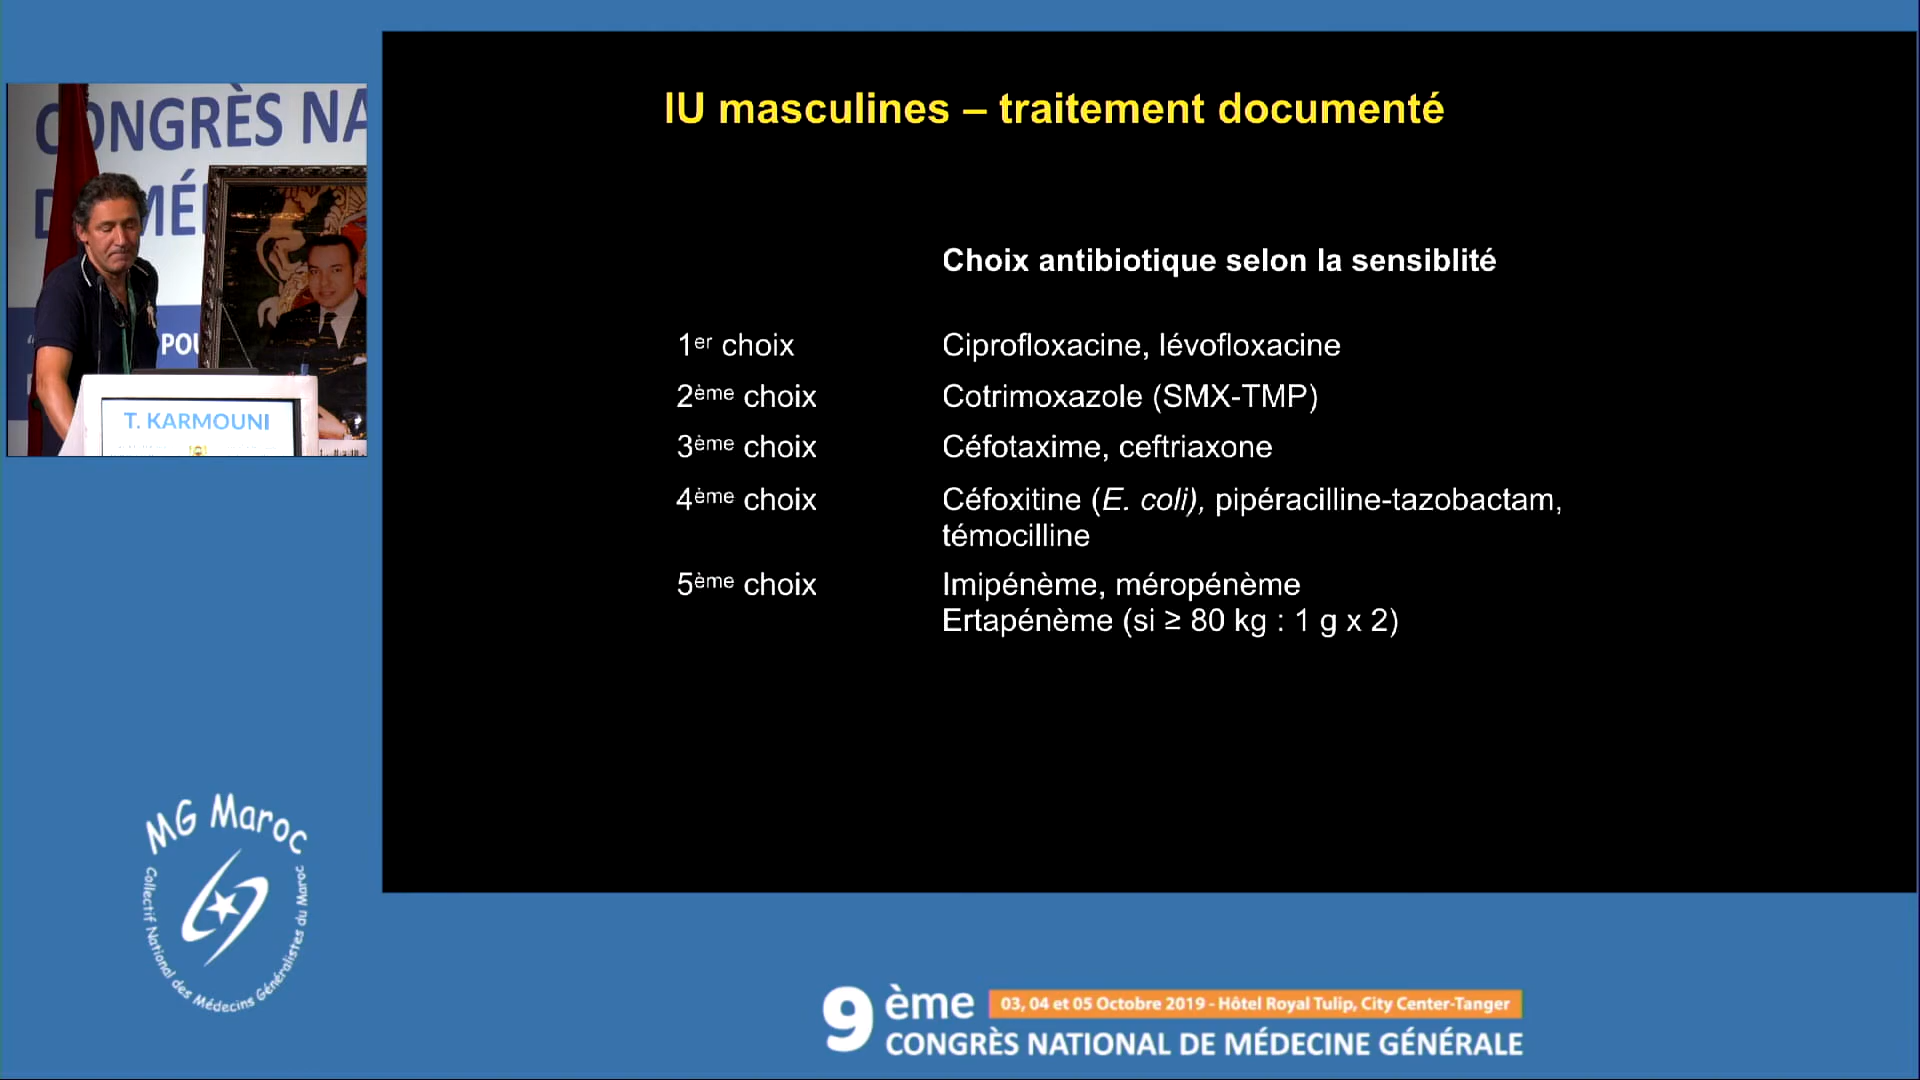 CONGRÈS NA
MÉ
POU
T. KARMOUNI
IU masculines – traitement documenté
Choix antibiotique selon la sensiblité
1er choix Ciprofloxacine, lévofloxacine
2ème choix Cotrimoxazole (SMX-TMP)
3ème choix Céfotaxime, ceftriaxone
4ème choix Céfoxitine (E. coli), pipéracilline-tazobactam,
témocilline
5ème choix Imipénème, méropénème
Ertapénème (si ≥ 80 kg : 1 g x 2)
MG Maroc
Collectif National des Médecins Généralistes du Maroc
9 ème 03, 04 et 05 Octobre 2019 - Hôtel Royal Tulip, City Center-Tanger
CONGRÈS NATIONAL DE MÉDECINE GÉNÉRALE